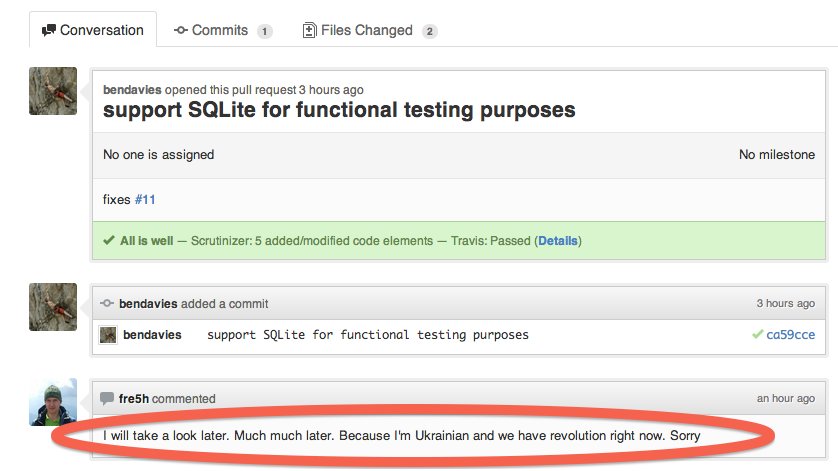 Conversation Commits 1 Files Changed 2
bendavies opened this pull request 3 hours ago
support SQLite for functional testing purposes
No one is assigned No milestone
fixes #11
All is well — Scrutinizer: 5 added/modified code elements — Travis: Passed (Details)
bendavies added a commit 3 hours ago
bendavies support SQLite for functional testing purposes ca59cce
fre5h commented an hour ago
I will take a look later. Much much later. Because I'm Ukrainian and we have revolution right now. Sorry